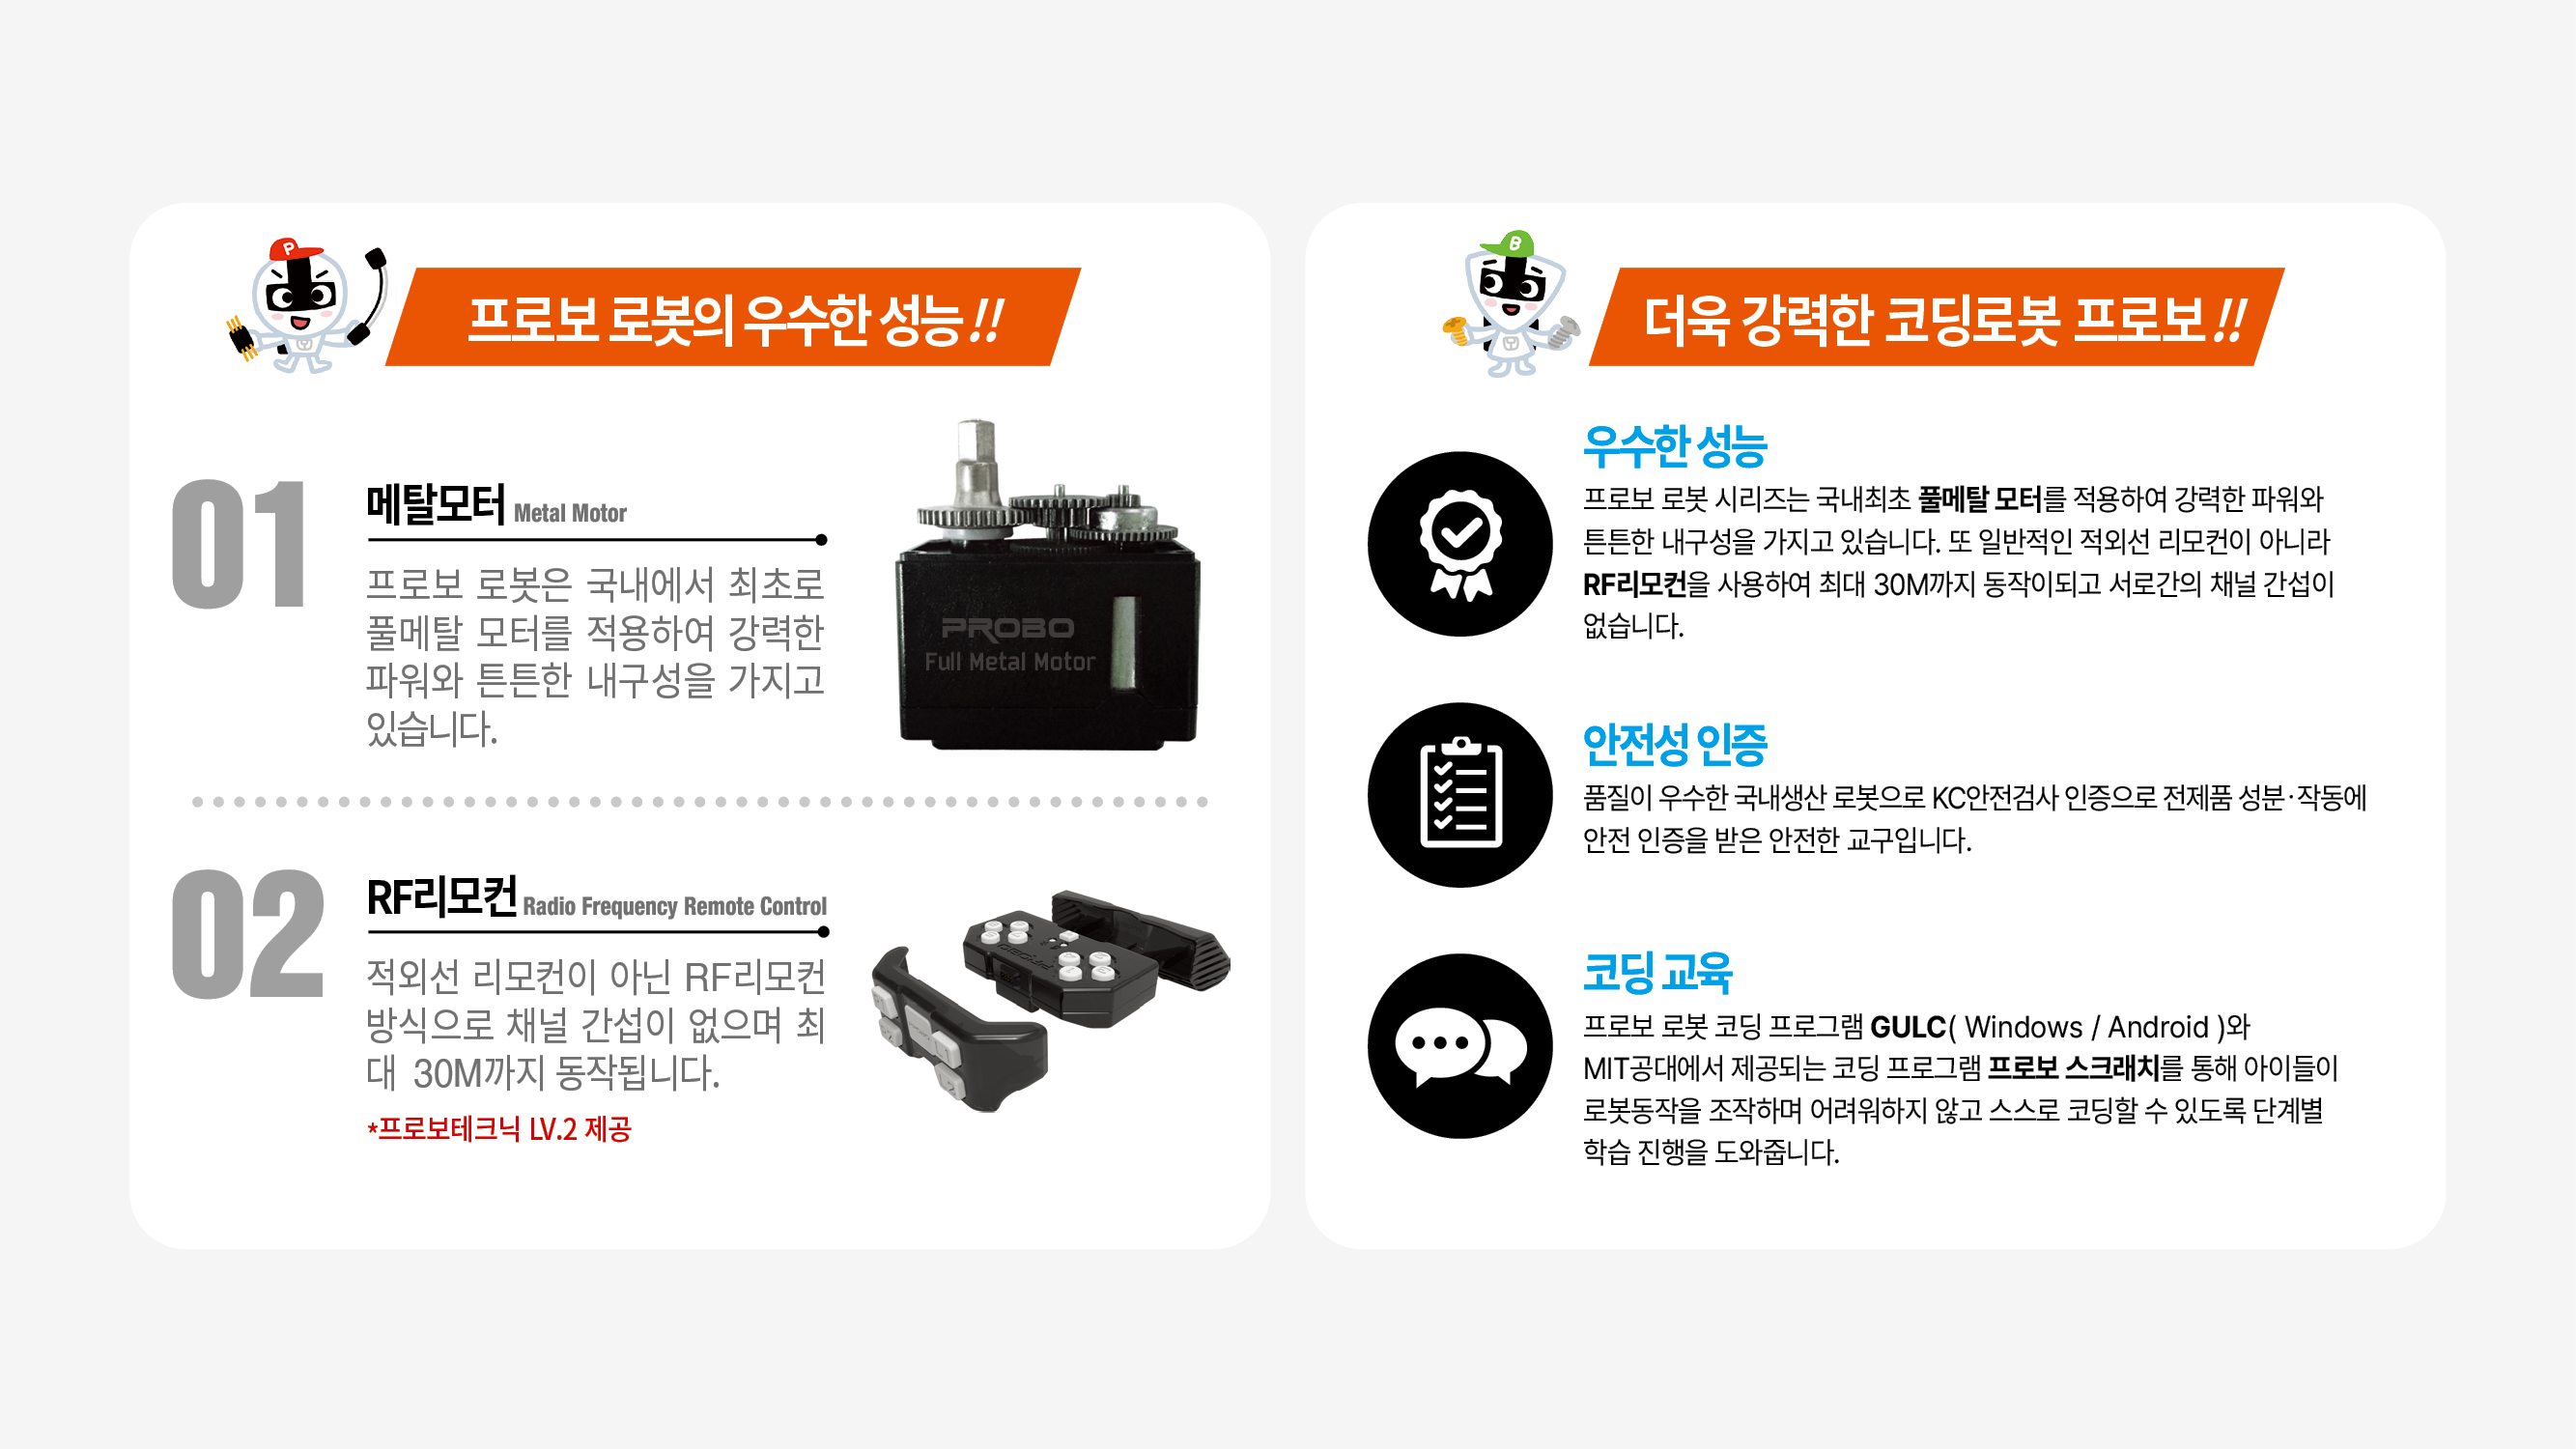 P
프로보 로봇의 우수한 성능!!
01
메탈모터 Metal Motor
프로보 로봇은 국내에서 최초로
풀메탈 모터를 적용하여 강력한
파워와 튼튼한 내구성을 가지고
있습니다.
PROBO
Full Metal Motor
02
RF리모컨 Radio Frequency Remote Control
적외선 리모컨이 아닌 RF리모컨
방식으로 채널 간섭이 없으며 최
대 30M까지 동작됩니다.
*프로보테크닉 LV.2 제공
B
더욱 강력한 코딩로봇 프로보!!
우수한 성능
프로보 로봇 시리즈는 국내최초 풀메탈 모터를 적용하여 강력한 파워와
튼튼한 내구성을 가지고 있습니다. 또 일반적인 적외선 리모컨이 아니라
RF리모컨을 사용하여 최대 30M까지 동작이되고 서로간의 채널 간섭이
없습니다.
안전성 인증
품질이 우수한 국내생산 로봇으로 KC안전검사 인증으로 전제품 성분·작동에
안전 인증을 받은 안전한 교구입니다.
코딩 교육
프로보 로봇 코딩 프로그램 GULC( Windows / Android )와
MIT공대에서 제공되는 코딩 프로그램 프로보 스크래치를 통해 아이들이
로봇동작을 조작하며 어려워하지 않고 스스로 코딩할 수 있도록 단계별
학습 진행을 도와줍니다.